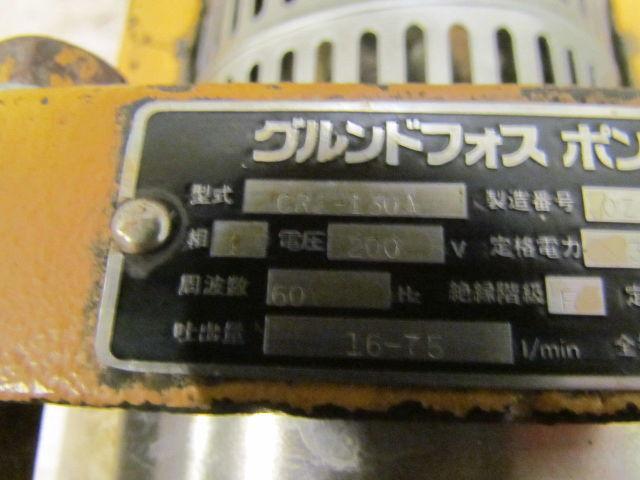 グルンドフォス ポン
型式 製造番号
相 電圧 200 V 定格電力
周波数 60 Hz 絶縁階級 E 定
吐出量 16-75 l/min 全